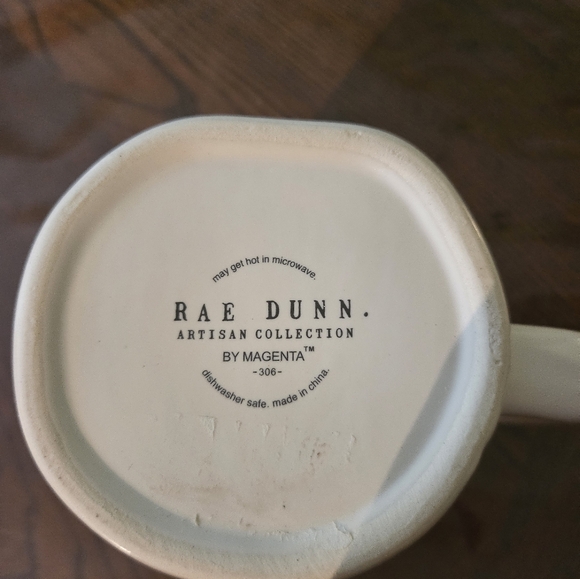 may get hot in microwave.
RAE DUNN.
ARTISAN COLLECTION
BY MAGENTA™
-306-
dishwasher safe. made in china.